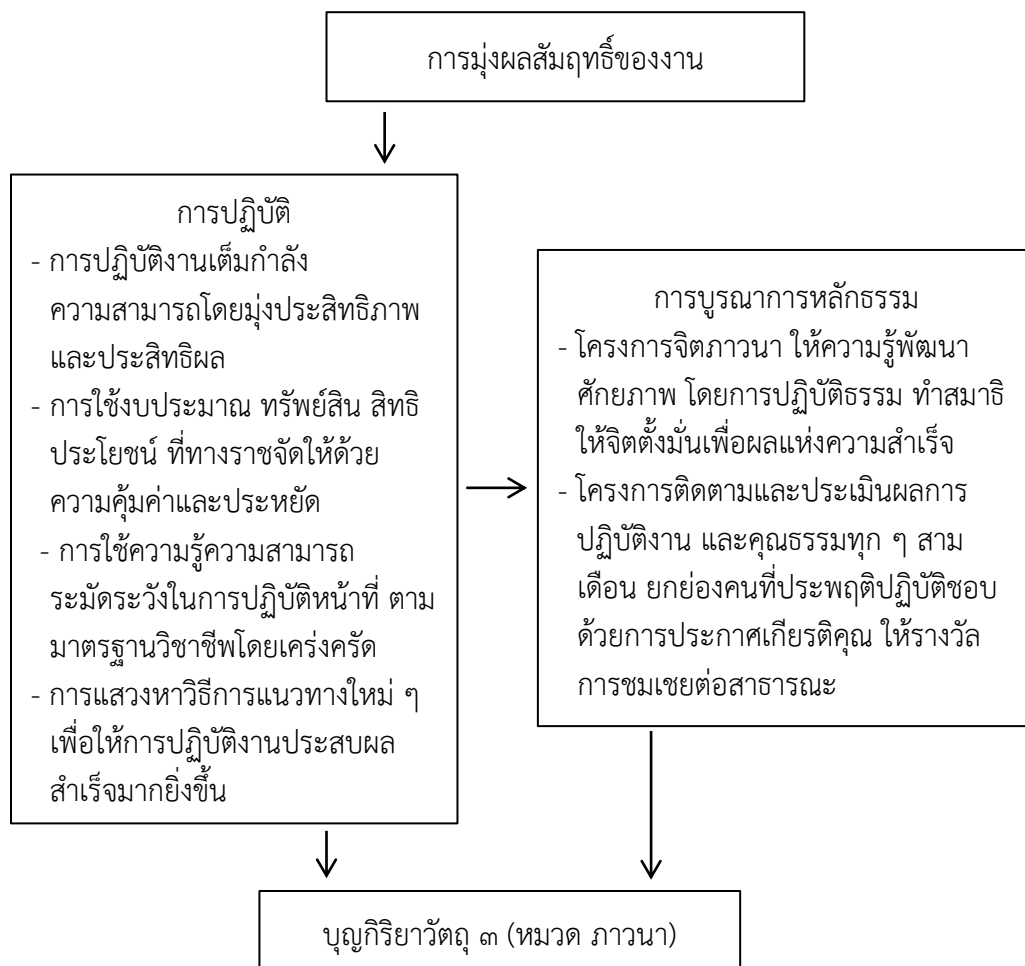 การมุ่งผลสัมฤทธิ์ของงาน
การปฏิบัติ
- การปฏิบัติงานเต็มกำลัง
ความสามารถโดยมุ่งประสิทธิภาพ
และประสิทธิผล
- การใช้งบประมาณ ทรัพย์สิน สิทธิ
ประโยชน์ ที่ทางราชจัดให้ด้วย
ความคุ้มค่าและประหยัด
- การใช้ความรู้ความสามารถ
ระมัดระวังในการปฏิบัติหน้าที่ ตาม
มาตรฐานวิชาชีพโดยเคร่งครัด
- การแสวงหาวิธีการแนวทางใหม่ ๆ
เพื่อให้การปฏิบัติงานประสบผล
สำเร็จมากยิ่งขึ้น
การบูรณาการหลักธรรม
- โครงการจิตภาวนา ให้ความรู้พัฒนา
ศักยภาพ โดยการปฏิบัติธรรม ทำสมาธิ
ให้จิตตั้งมั่นเพื่อผลแห่งความสำเร็จ
- โครงการติดตามและประเมินผลการ
ปฏิบัติงาน และคุณธรรมทุก ๆ สาม
เดือน ยกย่องคนที่ประพฤติปฏิบัติชอบ
ด้วยการประกาศเกียรติคุณ ให้รางวัล
การชมเชยต่อสาธารณะ
บุญกิริยาวัตถุ ๓ (หมวด ภาวนา)